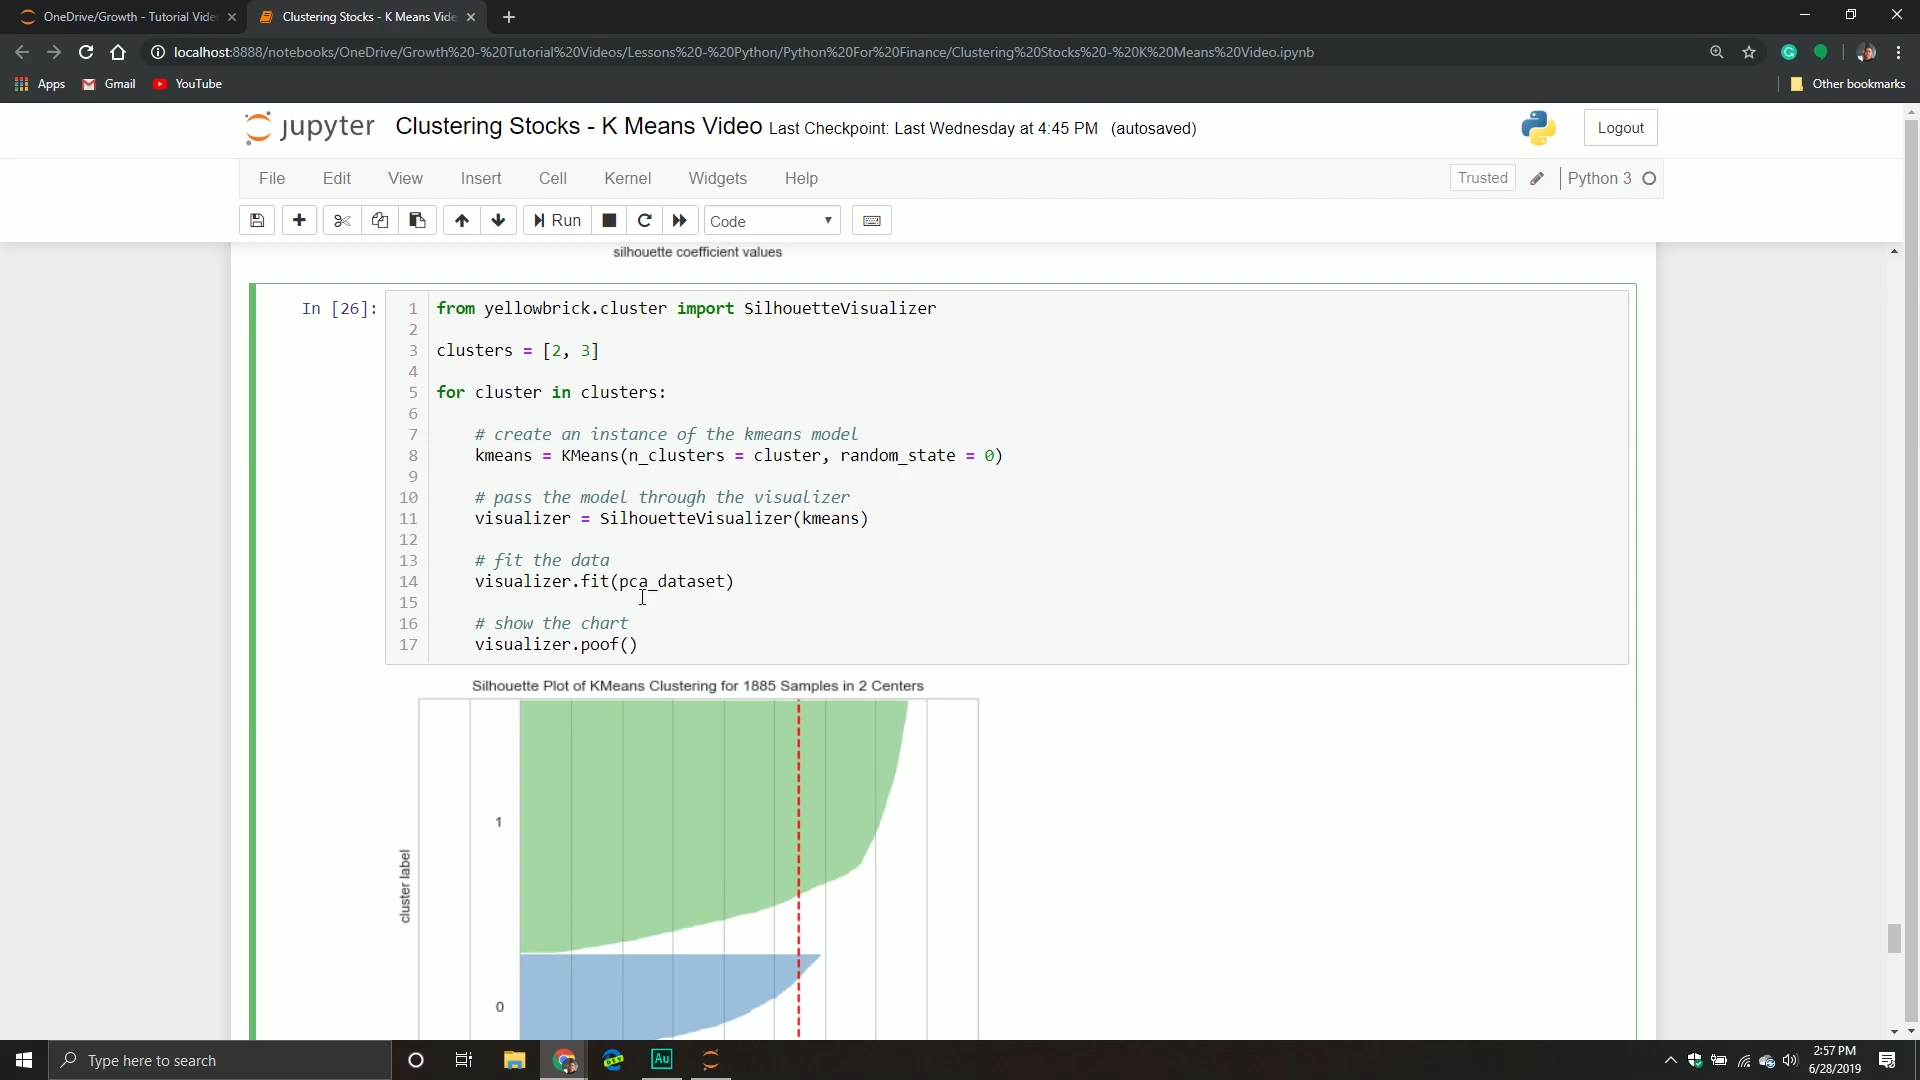 OneDrive/Growth - Tutorial Vide
Clustering Stocks - K Means Vide
localhost:8888/notebooks/OneDrive/Growth%20-%20Tutorial%20Videos/Lessons%20-%20Python/Python%20For%20Finance/Clustering%20Stocks%20-%20K%20Means%20Video.ipynb
Apps Gmail YouTube Other bookmarks
jupyter Clustering Stocks - K Means Video Last Checkpoint: Last Wednesday at 4:45 PM (autosaved) Logout
File Edit View Insert Cell Kernel Widgets Help Trusted Python 3
Run Code
silhouette coefficient values
In [26]: 1 from yellowbrick.cluster import SilhouetteVisualizer
2
3 clusters = [2, 3]
4
5 for cluster in clusters:
6
7 # create an instance of the kmeans model
8 kmeans = KMeans(n_clusters = cluster, random_state = 0)
9
10 # pass the model through the visualizer
11 visualizer = SilhouetteVisualizer(kmeans)
12
13 # fit the data
14 visualizer.fit(pca_dataset)
15
16 # show the chart
17 visualizer.poof()
Silhouette Plot of KMeans Clustering for 1885 Samples in 2 Centers
1
cluster label
0
Type here to search
DEV
Au
2:57 PM
6/28/2019